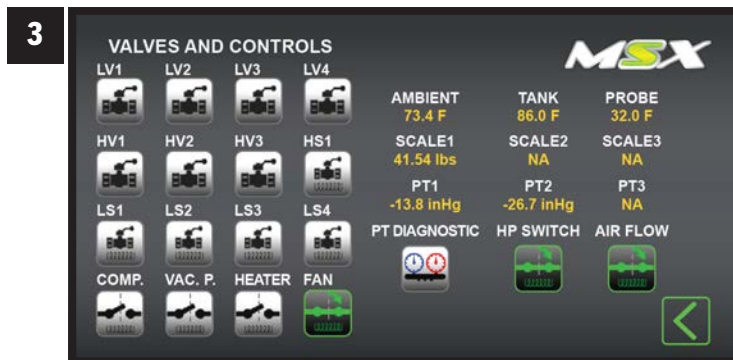 3
VALVES AND CONTROLS
MSX
LV1 LV2 LV3 LV4
AMBIENT TANK PROBE
73.4 F 86.0 F 32.0 F
HV1 HV2 HV3 HS1
SCALE1 SCALE2 SCALE3
41.54 lbs NA NA
PT1 PT2 PT3
-13.8 inHg -26.7 inHg NA
LS1 LS2 LS3 LS4
PT DIAGNOSTIC HP SWITCH AIR FLOW
COMP. VAC. P. HEATER FAN